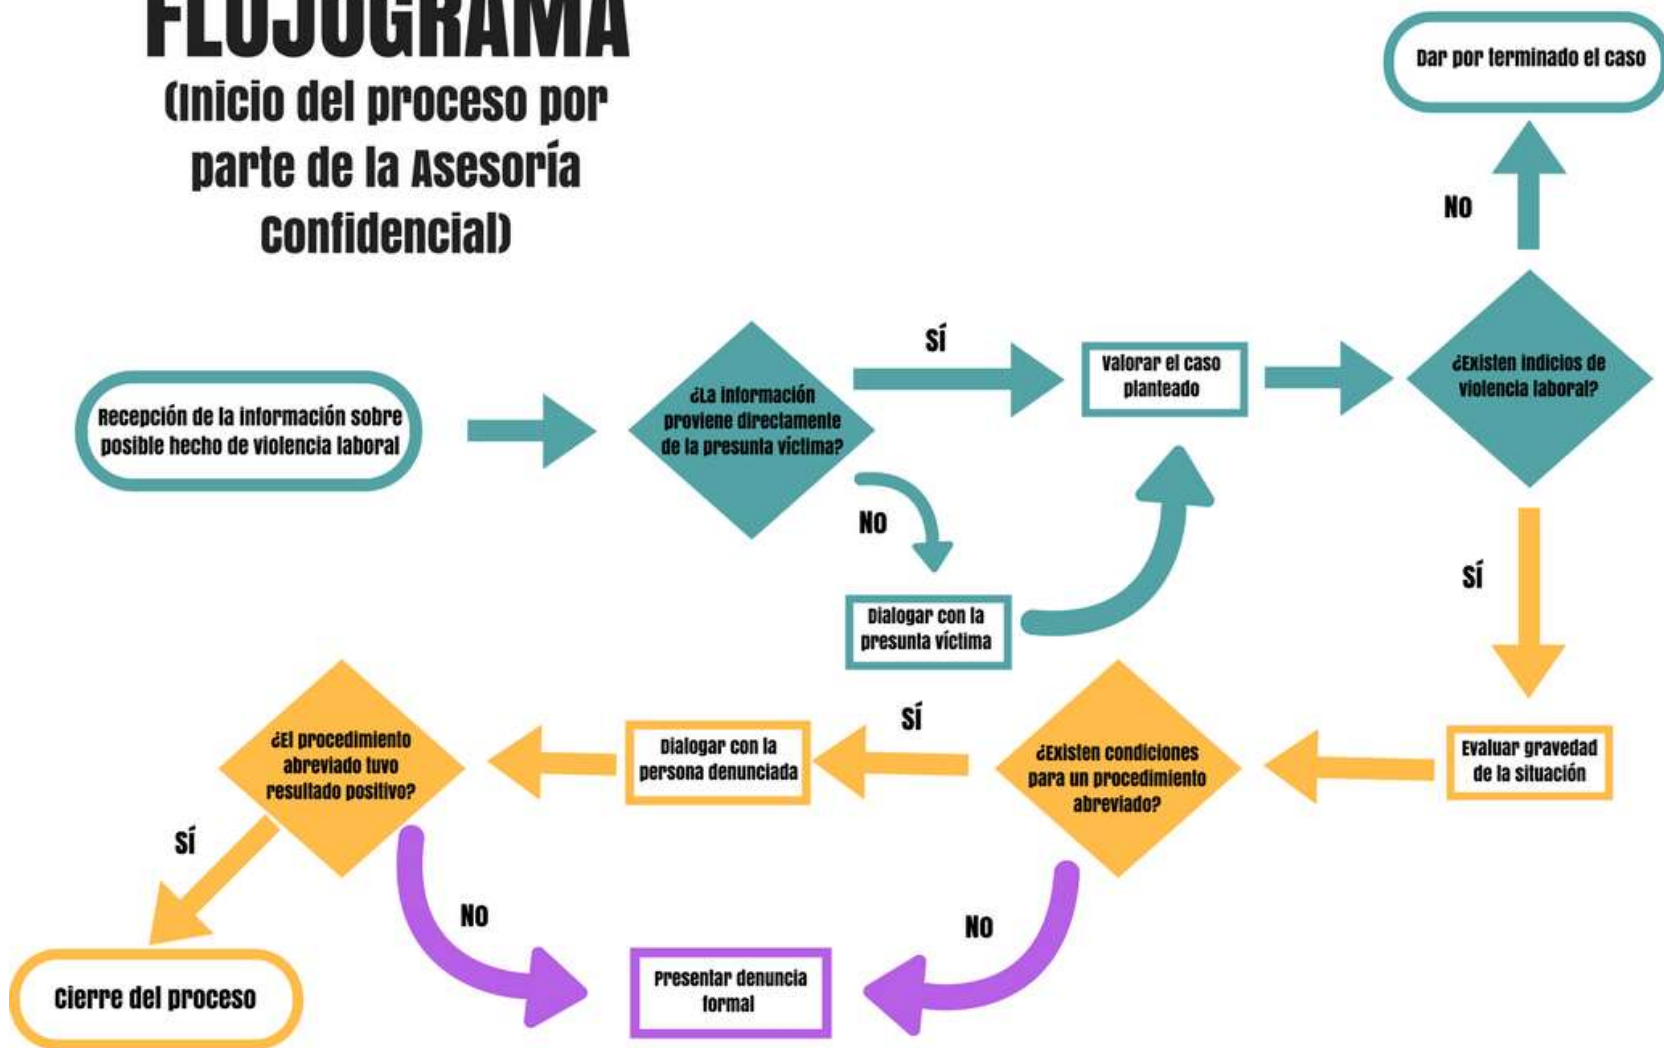 FLUJOGRAMA
(Inicio del proceso por
parte de la Asesoría
Confidencial)
Dar por terminado el caso
NO
¿Existen indicios de
violencia laboral?
SÍ
Valorar el caso
planteado
¿La información
proviene directamente
de la presunta víctima?
Recepción de la información sobre
posible hecho de violencia laboral
NO
Dialogar con la
presunta víctima
SÍ
Evaluar gravedad
de la situación
¿Existen condiciones
para un procedimiento
abreviado?
SÍ
Dialogar con la
persona denunciada
¿El procedimiento
abreviado tuvo
resultado positivo?
SÍ
NO
NO
Cierre del proceso
Presentar denuncia
formal